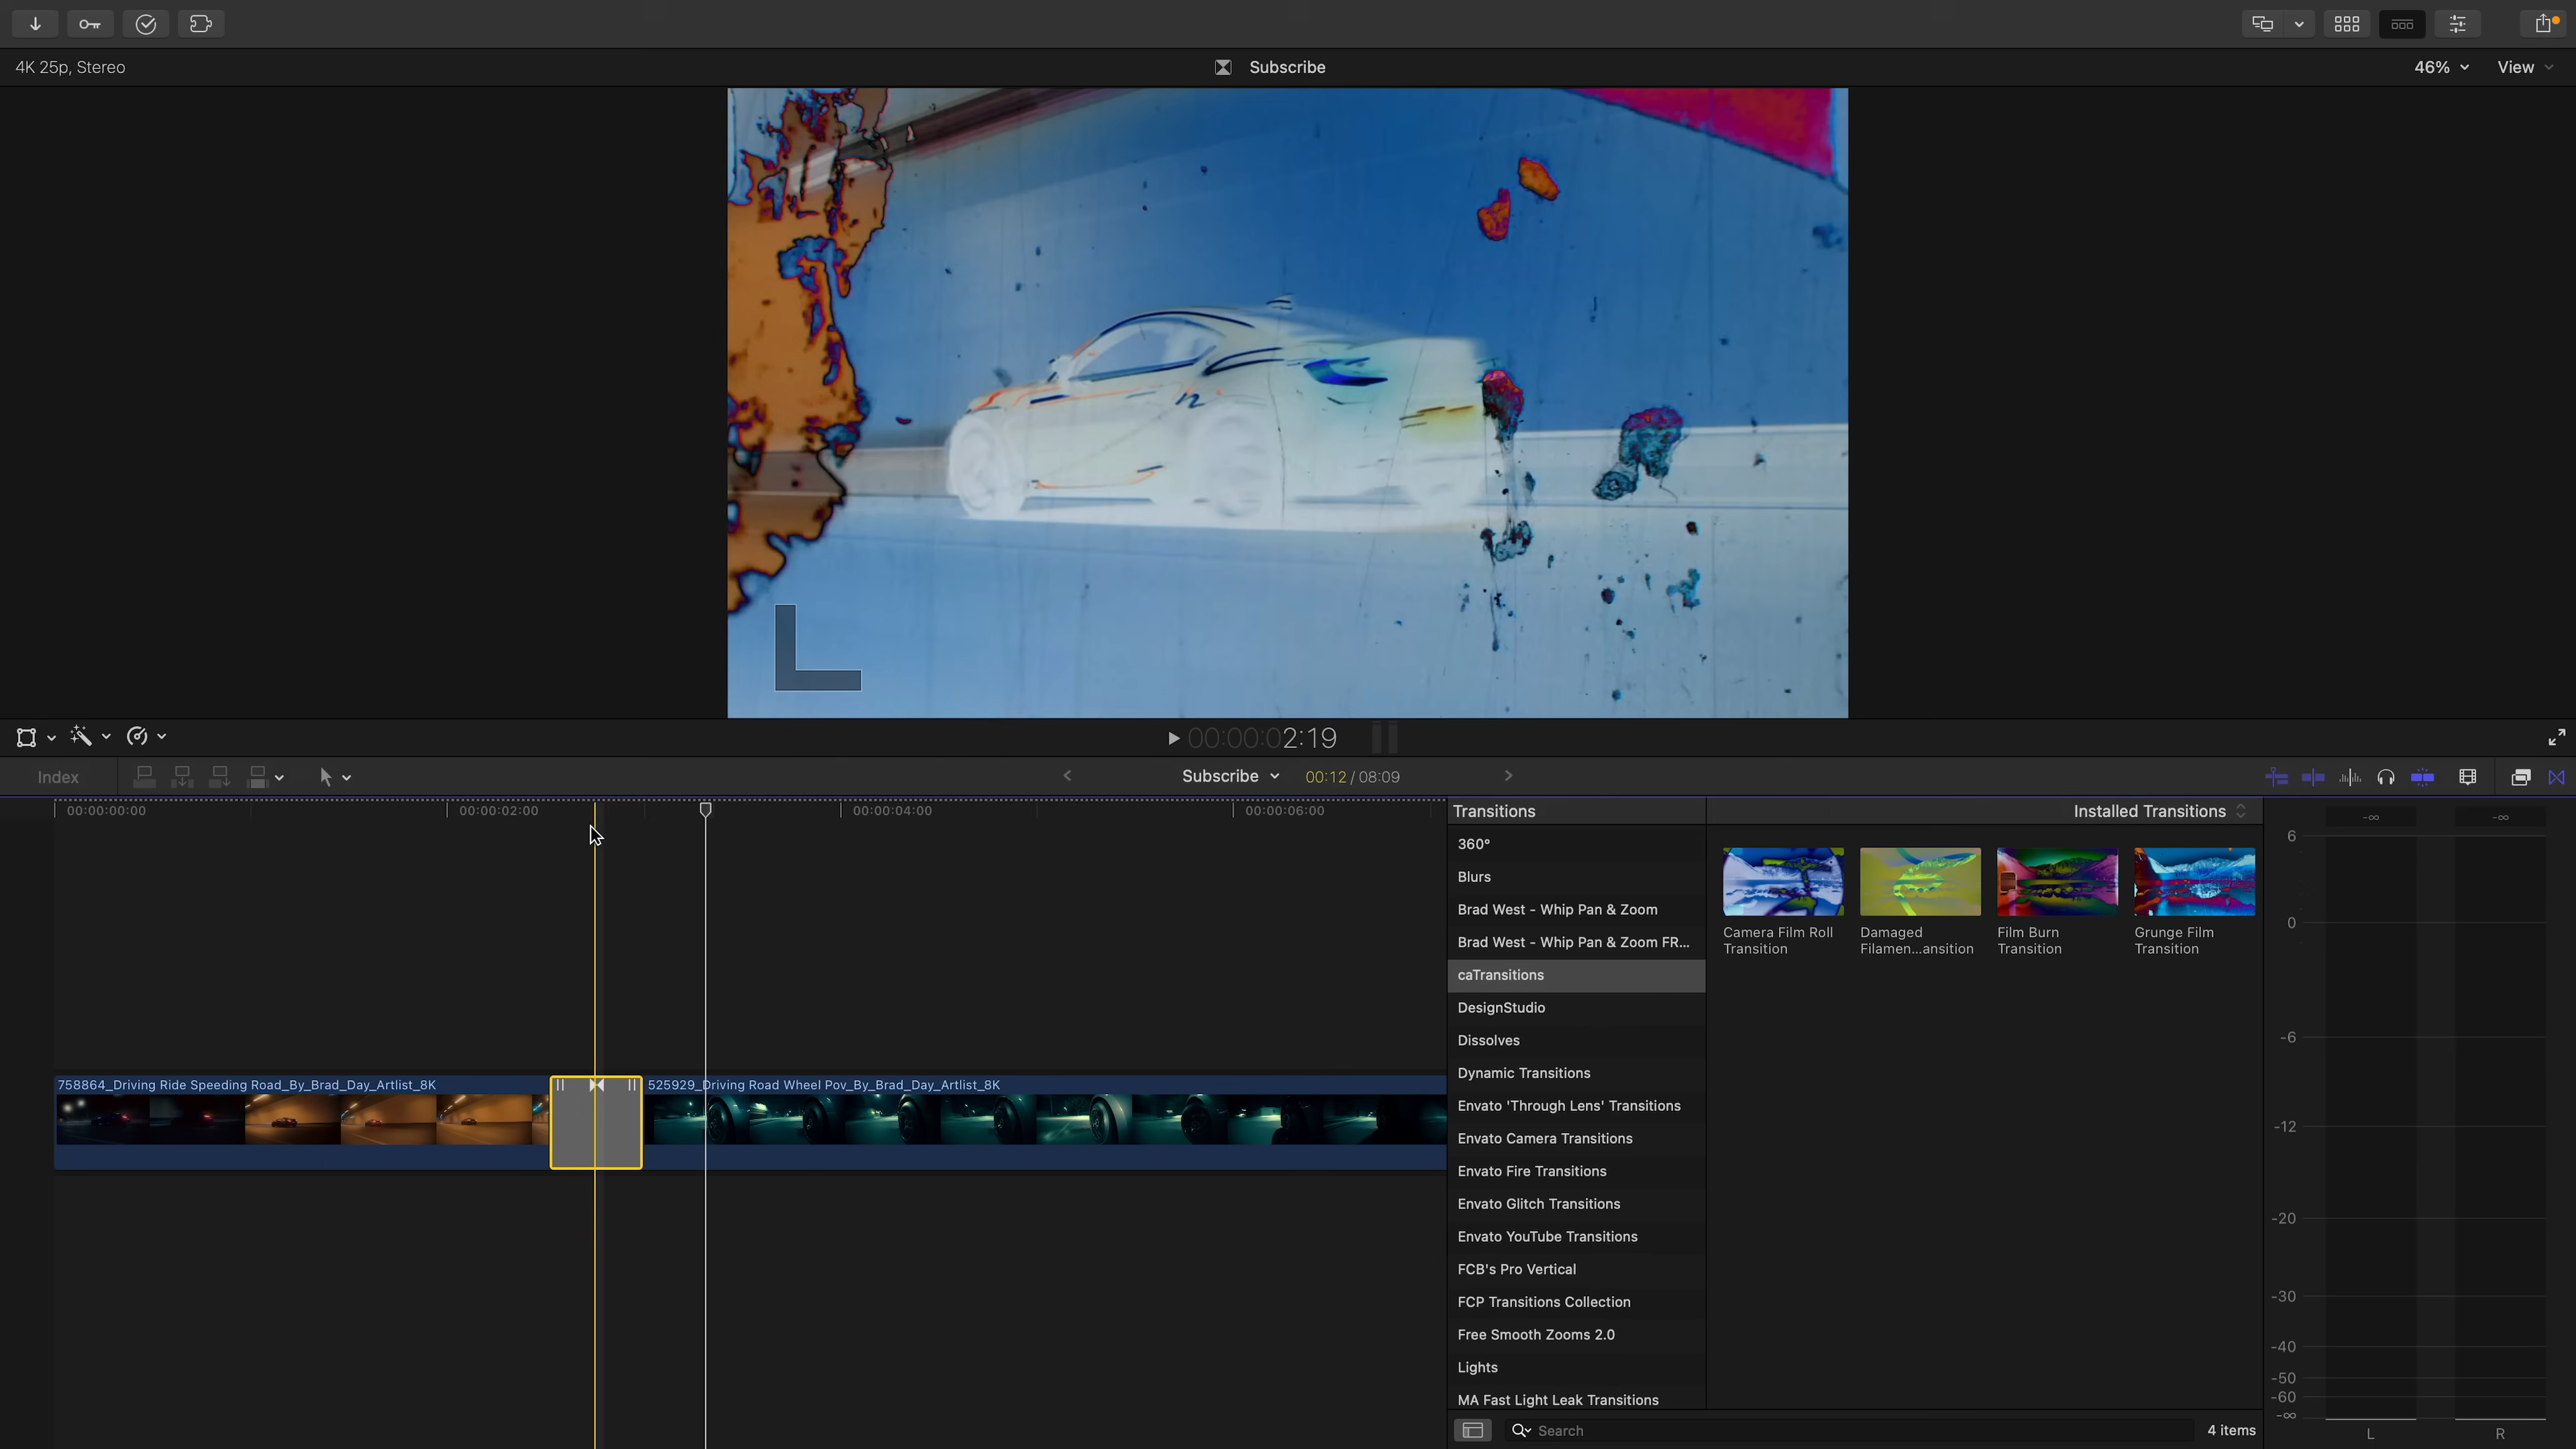 4K 25p, Stereo
Subscribe
46%
View
00:00:02:19
Index
Subscribe
00:12 / 08:09
00:00:00:00
00:00:02:00
00:00:04:00
00:00:06:00
758864_Driving Ride Speeding Road_By_Brad_Day_Artlist_8K
525929_Driving Road Wheel Pov_By_Brad_Day_Artlist_8K
Transitions
Installed Transitions
360°
Blurs
Brad West - Whip Pan & Zoom
Brad West - Whip Pan & Zoom FR...
caTransitions
DesignStudio
Dissolves
Dynamic Transitions
Envato 'Through Lens' Transitions
Envato Camera Transitions
Envato Fire Transitions
Envato Glitch Transitions
Envato YouTube Transitions
FCB's Pro Vertical
FCP Transitions Collection
Free Smooth Zooms 2.0
Lights
MA Fast Light Leak Transitions
Camera Film Roll
Transition
Damaged
Filamen...ansition
Film Burn
Transition
Grunge Film
Transition
Search
4 items
-∞
-∞
6
0
-6
-12
-20
-30
-40
-50
-60
-∞
L
R